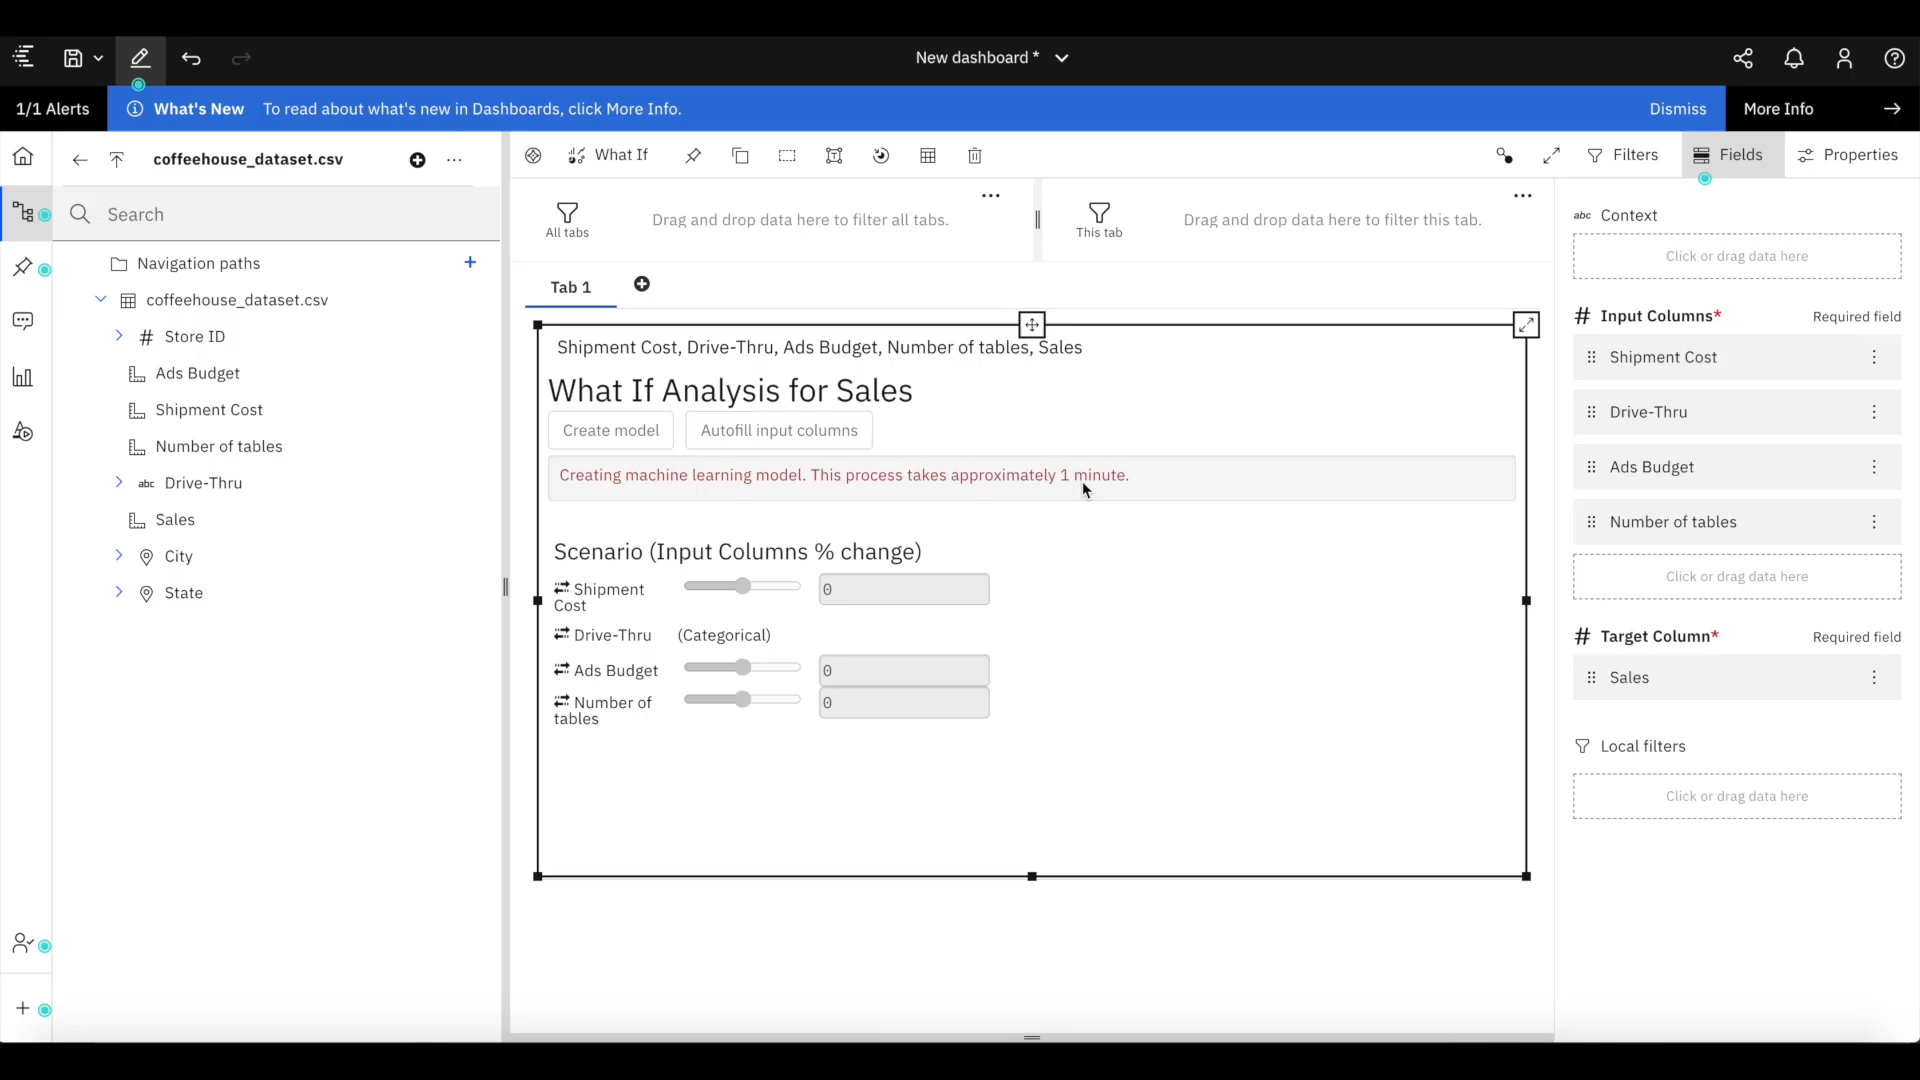 New dashboard *
1/1 Alerts
What's New To read about what's new in Dashboards, click More Info.
Dismiss
More Info
coffeehouse_dataset.csv
Search
Navigation paths
coffeehouse_dataset.csv
# Store ID
Ads Budget
Shipment Cost
Number of tables
abc Drive-Thru
Sales
City
State
What If
Filters
Fields
Properties
All tabs
Drag and drop data here to filter all tabs.
This tab
Drag and drop data here to filter this tab.
Tab 1
Shipment Cost, Drive-Thru, Ads Budget, Number of tables, Sales
What If Analysis for Sales
Create model
Autofill input columns
Creating machine learning model. This process takes approximately 1 minute.
Scenario (Input Columns % change)
Shipment
Cost
0
Drive-Thru (Categorical)
Ads Budget
0
Number of
tables
0
abc Context
Click or drag data here
# Input Columns* Required field
Shipment Cost
Drive-Thru
Ads Budget
Number of tables
Click or drag data here
# Target Column* Required field
Sales
Local filters
Click or drag data here